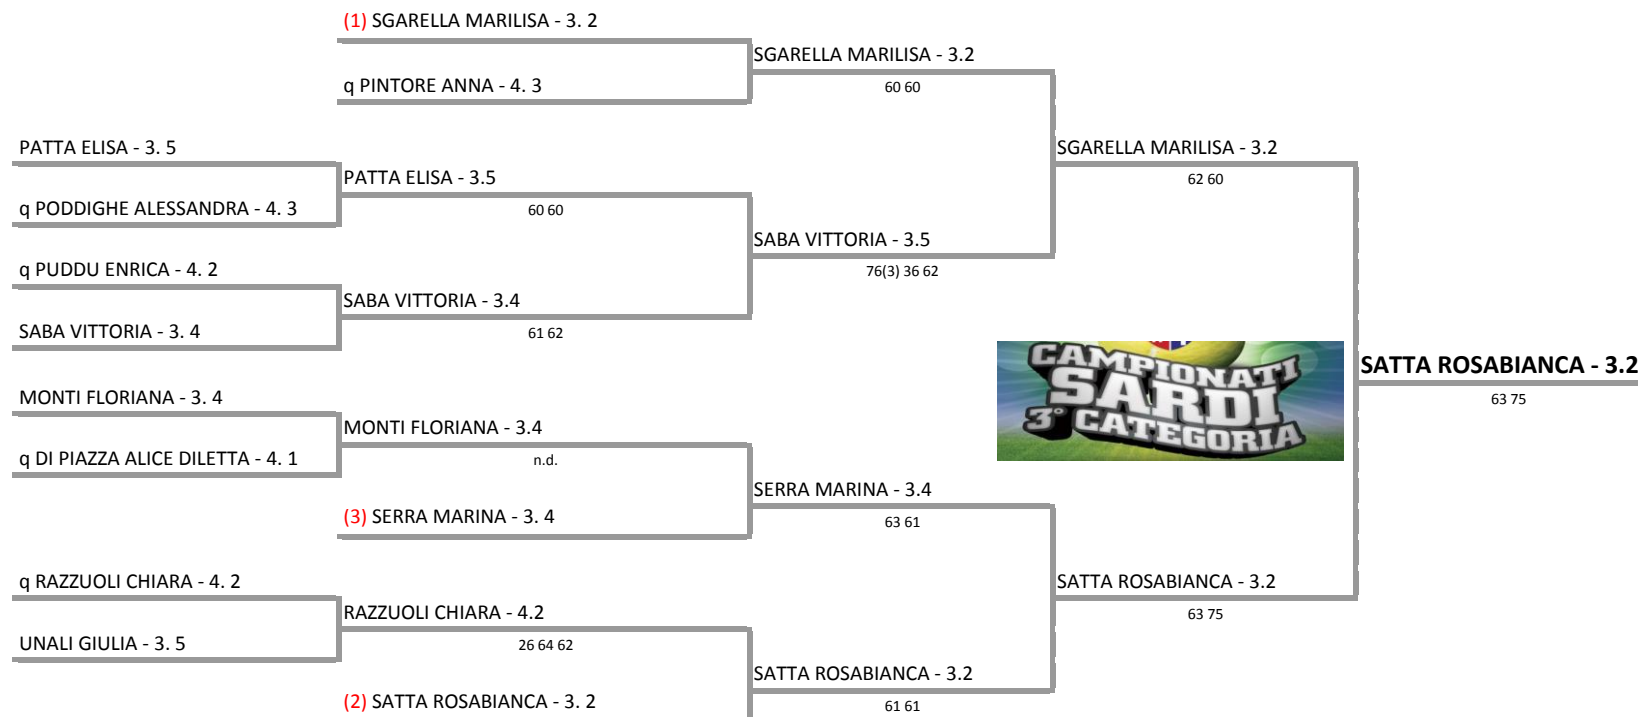 (1) SGARELLA MARILISA - 3. 2
SGARELLA MARILISA - 3.2
q PINTORE ANNA - 4. 3
60 60
PATTA ELISA - 3. 5
SGARELLA MARILISA - 3.2
PATTA ELISA - 3.5
62 60
q PODDIGHE ALESSANDRA - 4. 3
60 60
SABA VITTORIA - 3.5
q PUDDU ENRICA - 4. 2
76(3) 36 62
SABA VITTORIA - 3.4
SABA VITTORIA - 3. 4
61 62
CAMPIONATI
SARDI
3° CATEGORIA
SATTA ROSABIANCA - 3.2
63 75
MONTI FLORIANA - 3. 4
MONTI FLORIANA - 3.4
q DI PIAZZA ALICE DILETTA - 4. 1
n.d.
SERRA MARINA - 3.4
(3) SERRA MARINA - 3. 4
63 61
q RAZZUOLI CHIARA - 4. 2
SATTA ROSABIANCA - 3.2
RAZZUOLI CHIARA - 4.2
63 75
UNALI GIULIA - 3. 5
26 64 62
SATTA ROSABIANCA - 3.2
(2) SATTA ROSABIANCA - 3. 2
61 61